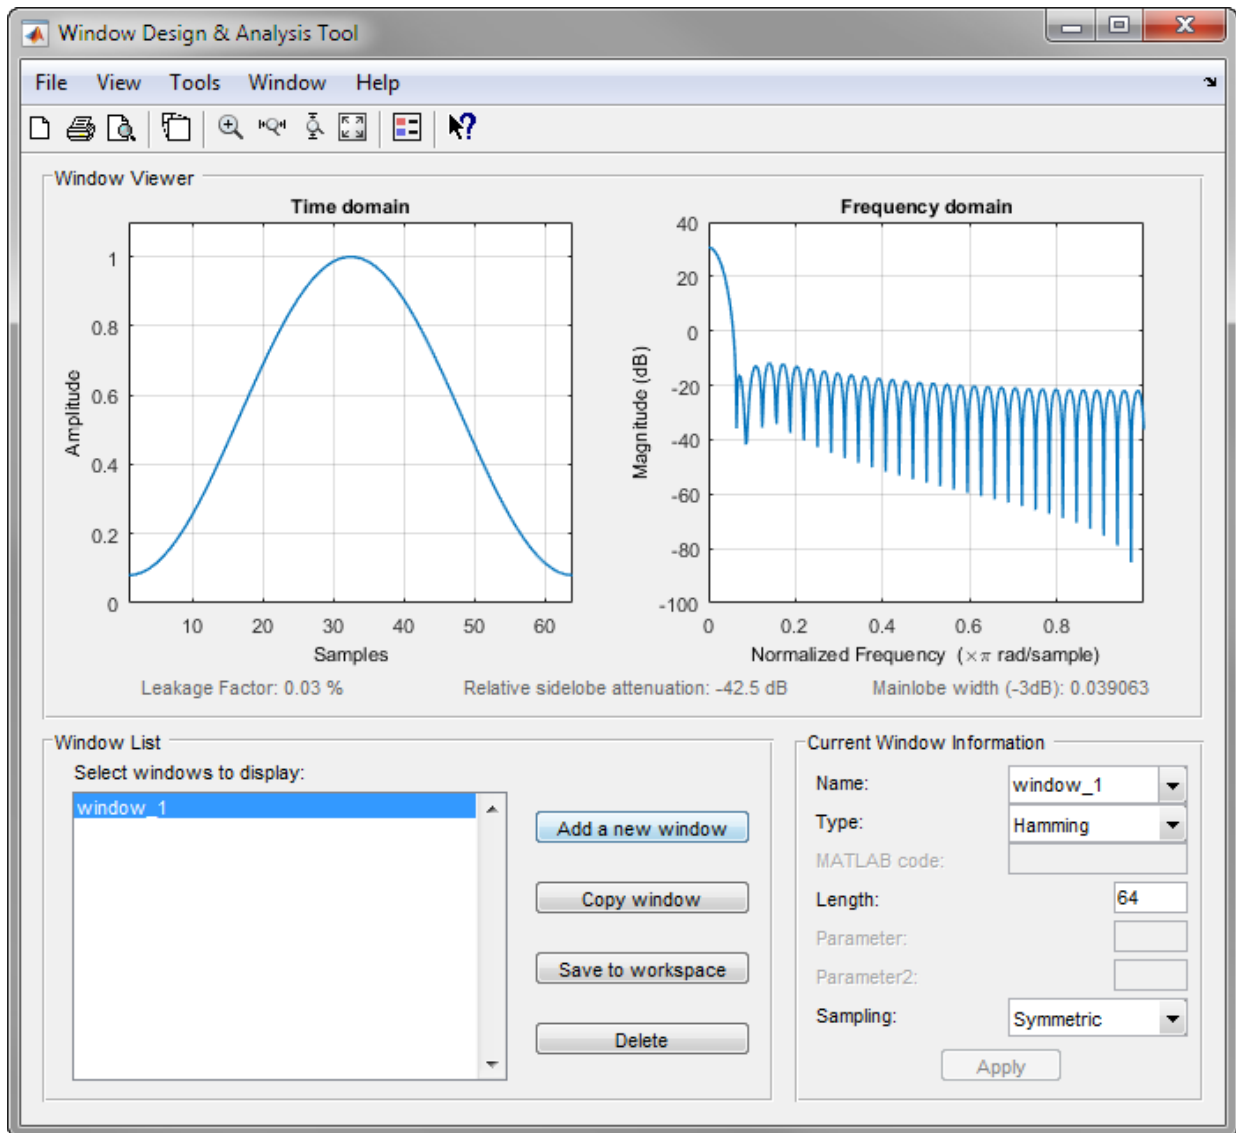 Window Design & Analysis Tool
File View Tools Window Help
Window Viewer
Time domain
1
0.8
0.6
0.4
0.2
0
Amplitude
10 20 30 40 50 60
Samples
Frequency domain
40
20
0
-20
-40
-60
-80
-100
Magnitude (dB)
0 0.2 0.4 0.6 0.8
Normalized Frequency (×π rad/sample)
Leakage Factor: 0.03 % Relative sidelobe attenuation: -42.5 dB Mainlobe width (-3dB): 0.039063
Window List
Select windows to display:
window_1
Add a new window
Copy window
Save to workspace
Delete
Current Window Information
Name: window_1
Type: Hamming
MATLAB code:
Length: 64
Parameter:
Parameter2:
Sampling: Symmetric
Apply